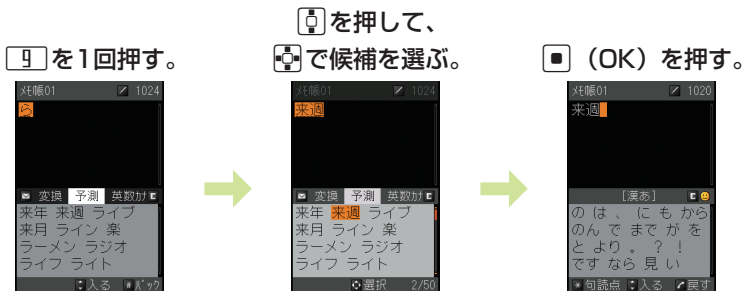 9を1回押す。
メモ帳01 1024
ら
変換 予測 英数カナ
来年 来週 ライブ
来月 ライン 楽
ラーメン ラジオ
ライフ ライト
入る #バック
を押して、
で候補を選ぶ。
メモ帳01 1024
来週
変換 予測 英数カナ
来年 来週 ライブ
来月 ライン 楽
ラーメン ラジオ
ライフ ライト
選択 2/50
(OK)を押す。
メモ帳01 1020
来週
[漢あ]
の は 、 に も から
のん で まで が を
と より 。 ? !
です なら 見 い
*句読点 入る 戻す